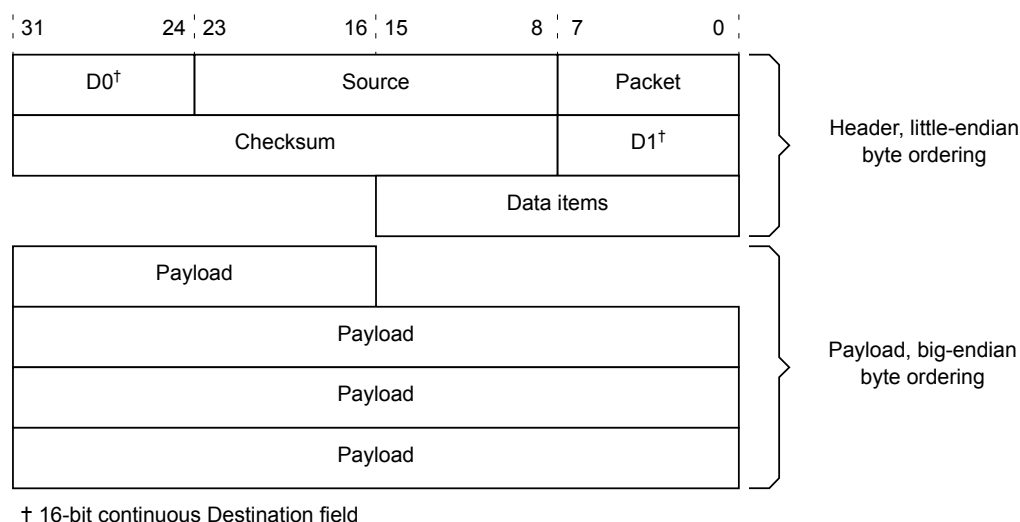 31 24 23 16 15 8 7 0
D0† Source Packet
Checksum D1†
Data items
Header, little-endian
byte ordering
Payload
Payload
Payload
Payload
Payload, big-endian
byte ordering
† 16-bit continuous Destination field